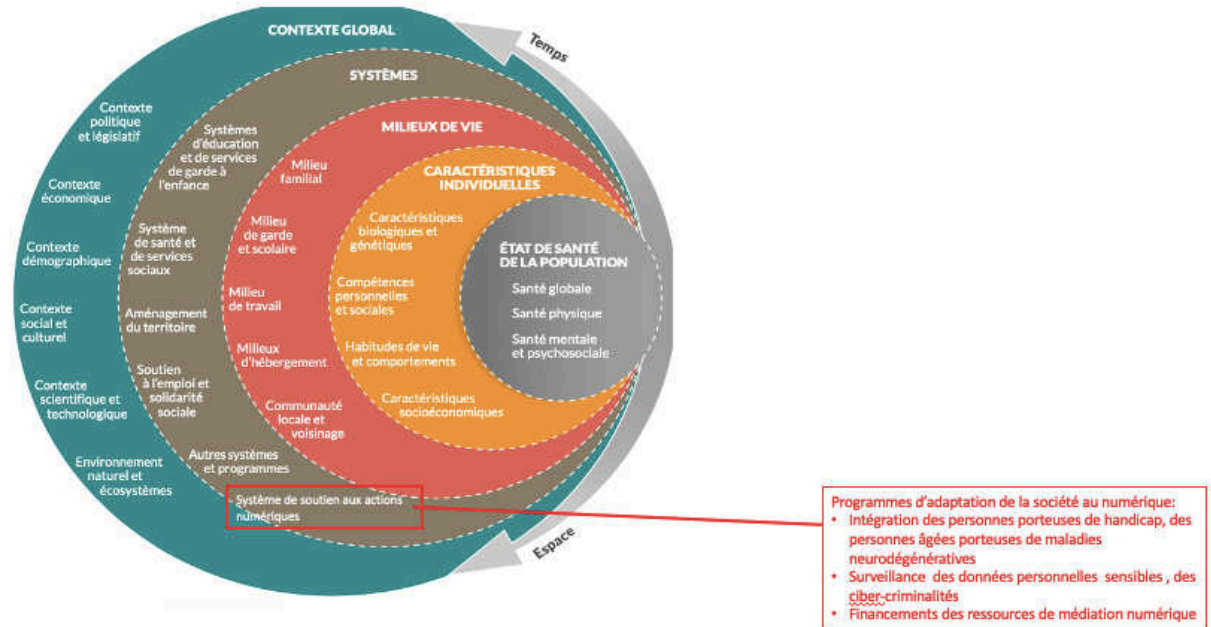 CONTEXTE GLOBAL
Temps
SYSTÈMES
MILIEUX DE VIE
CARACTÉRISTIQUES
INDIVIDUELLES
ÉTAT DE SANTÉ
DE LA POPULATION
Contexte
politique
et législatif
Contexte
économique
Contexte
démographique
Contexte
social et
culturel
Contexte
scientifique et
technologique
Environnement
naturel et
écosystèmes
Systèmes
d'éducation
et de services
de garde à
l'enfance
Système
de santé et
de services
sociaux
Aménagement
du territoire
Soutien
à l'emploi et
solidarité
sociale
Autres systèmes
et programmes
Système de soutien aux actions
numériques
Milieu
familial
Milieu
de garde
et scolaire
Milieu
de travail
Milieux
d'hébergement
Communauté
locale et
voisinage
Caractéristiques
biologiques et
génétiques
Compétences
personnelles
et sociales
Habitudes de vie
et comportements
Caractéristiques
socioéconomiques
Santé globale
Santé physique
Santé mentale
et psychosociale
Espace
Programmes d'adaptation de la société au numérique:
• Intégration des personnes porteuses de handicap, des
personnes âgées porteuses de maladies
neurodégénératives
• Surveillance des données personnelles sensibles , des
ciber-criminalités
• Financements des ressources de médiation numérique